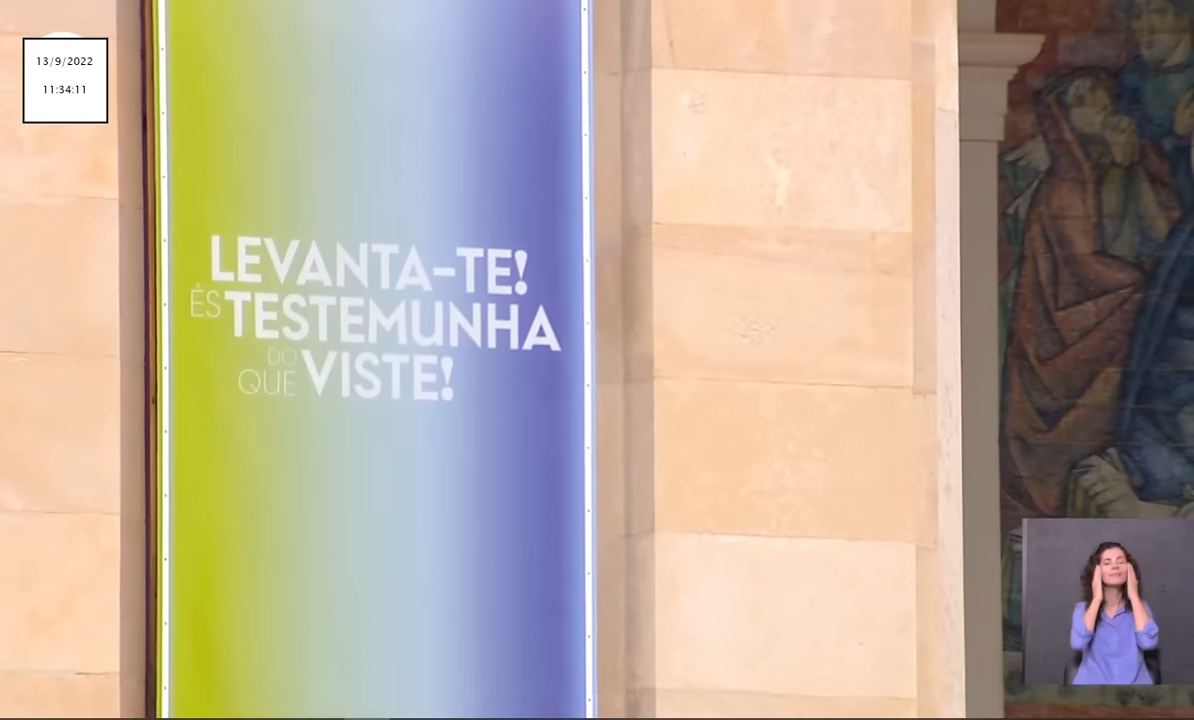 13/9/2022
11:34:11
LEVANTA-TE!
ÉS TESTEMUNHA
DO
QUE VISTE!